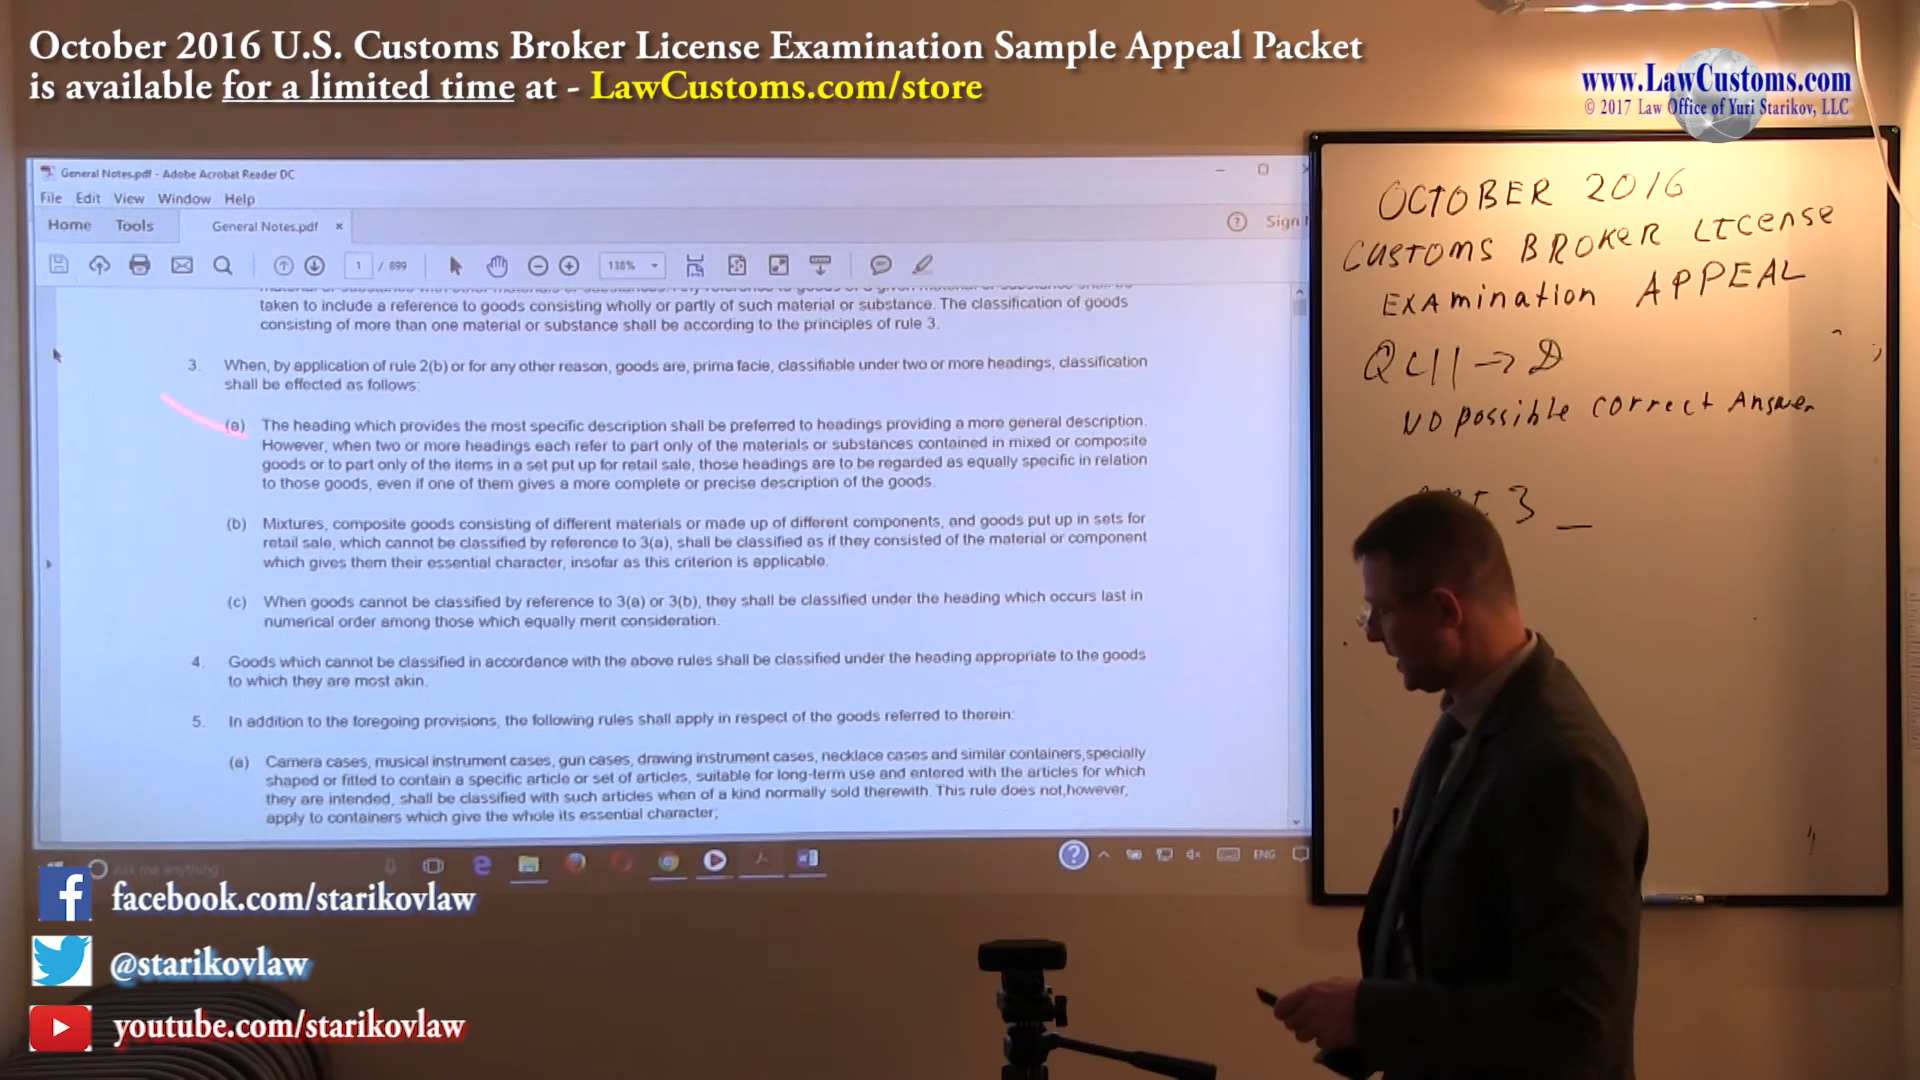 October 2016 U.S. Customs Broker License Examination Sample Appeal Packet
is available for a limited time at - LawCustoms.com/store
www.LawCustoms.com
© 2017 Law Office of Yuri Starikov, LLC
General Notes.pdf - Adobe Acrobat Reader DC
File Edit View Window Help
Home Tools General Notes.pdf × ? Sign
1 / 899 138%
taken to include a reference to goods consisting wholly or partly of such material or substance. The classification of goods
consisting of more than one material or substance shall be according to the principles of rule 3.
3. When, by application of rule 2(b) or for any other reason, goods are, prima facie, classifiable under two or more headings, classification
shall be effected as follows:
(a) The heading which provides the most specific description shall be preferred to headings providing a more general description.
However, when two or more headings each refer to part only of the materials or substances contained in mixed or composite
goods or to part only of the items in a set put up for retail sale, those headings are to be regarded as equally specific in relation
to those goods, even if one of them gives a more complete or precise description of the goods.
(b) Mixtures, composite goods consisting of different materials or made up of different components, and goods put up in sets for
retail sale, which cannot be classified by reference to 3(a), shall be classified as if they consisted of the material or component
which gives them their essential character, insofar as this criterion is applicable.
(c) When goods cannot be classified by reference to 3(a) or 3(b), they shall be classified under the heading which occurs last in
numerical order among those which equally merit consideration.
4. Goods which cannot be classified in accordance with the above rules shall be classified under the heading appropriate to the goods
to which they are most akin.
5. In addition to the foregoing provisions, the following rules shall apply in respect of the goods referred to therein:
(a) Camera cases, musical instrument cases, gun cases, drawing instrument cases, necklace cases and similar containers,specially
shaped or fitted to contain a specific article or set of articles, suitable for long-term use and entered with the articles for which
they are intended, shall be classified with such articles when of a kind normally sold therewith. This rule does not,however,
apply to containers which give the whole its essential character;
Ask me anything
ENG
OCTOBER 2016
CUSTOMS BROKER LICense
EXAmination APPEAL
→ D
NO possible correct Answer
3 _
facebook.com/starikovlaw
@starikovlaw
youtube.com/starikovlaw